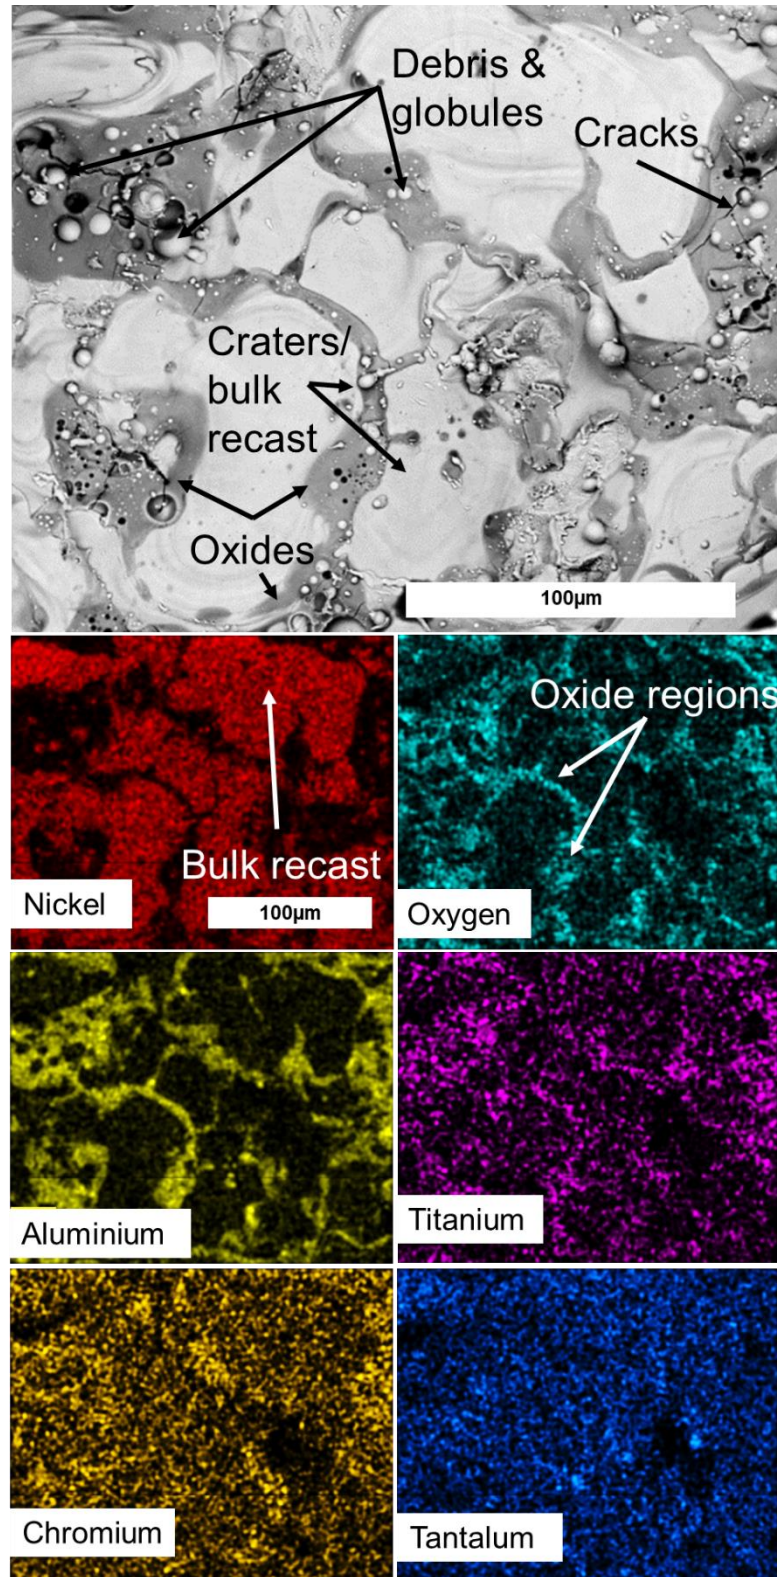 Debris &
globules
Cracks
Craters/
bulk
recast
Oxides
100µm
Oxide regions
Bulk recast
Nickel
100µm
Oxygen
Aluminium
Titanium
Chromium
Tantalum